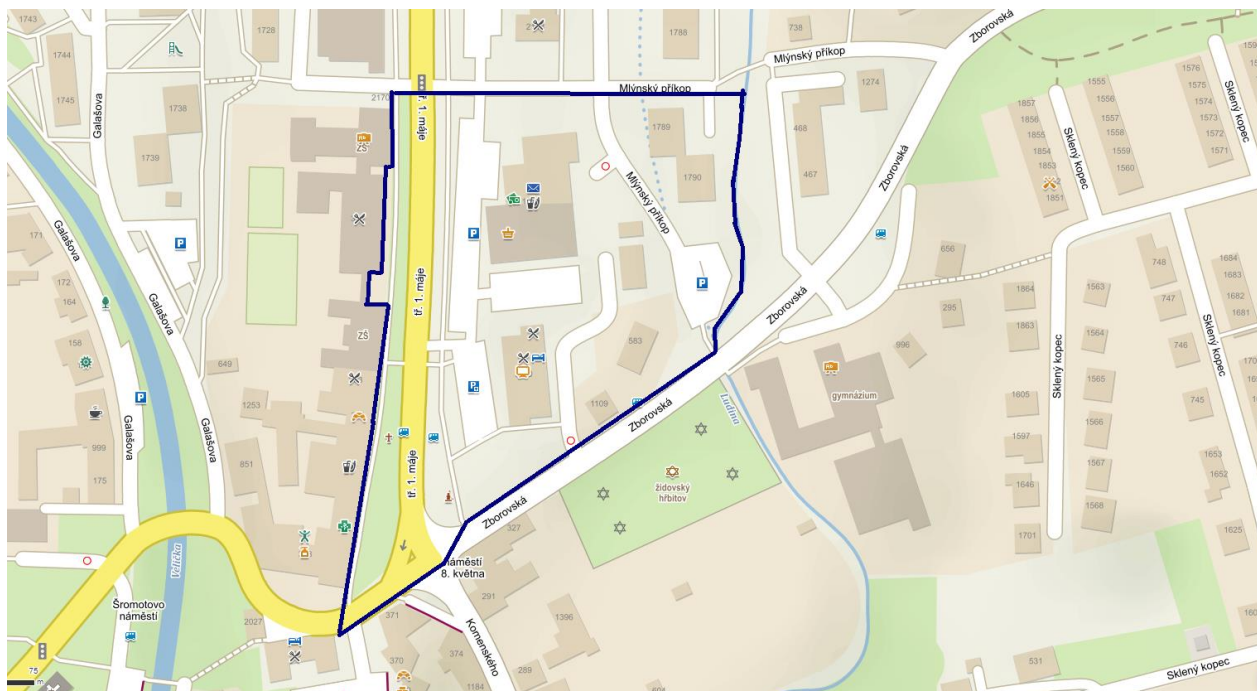 1743
1728
1744
1745
Galašova
1738
1739
2170
tř. 1. máje
1788
738
Mlýnský příkop
Zborovská
Mlýnský příkop
1274
468
467
1789
1790
Mlýnský příkop
Zborovská
1857
1856
1855
1854
1853
1851
1555
1556
1557
1558
1559
1560
Sklený kopec
Sklený kopec
1576
1575
1574
1573
1572
1571
ZŠ
Galašova
171
172
164
158
Galašova
tř. 1. máje
ZŠ
649
1253
851
999
175
Galašova
Galašova
583
1109
Zborovská
Zborovská
656
295
996
gymnázium
Ludina
židovský
hřbitov
1864
1863
1563
1564
1565
1566
1567
1568
Sklený kopec
1605
1597
1646
1701
748
747
746
745
1684
1683
1682
1681
Sklený kopec
1653
1652
1625
tř. 1. máje
Zborovská
327
náměstí
8. května
291
Komenského
371
370
374
1184
289
1396
Velička
Šromotovo
náměstí
2027
531
Sklený kopec
75
m